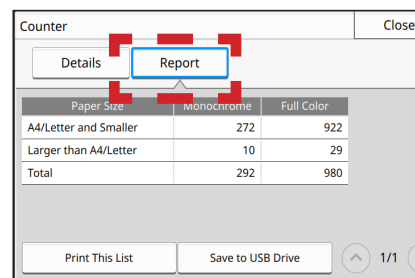 Counter Close
Details Report
Paper Size Monochrome Full Color
A4/Letter and Smaller 272 922
Larger than A4/Letter 10 29
Total 292 980
Print This List Save to USB Drive 1/1